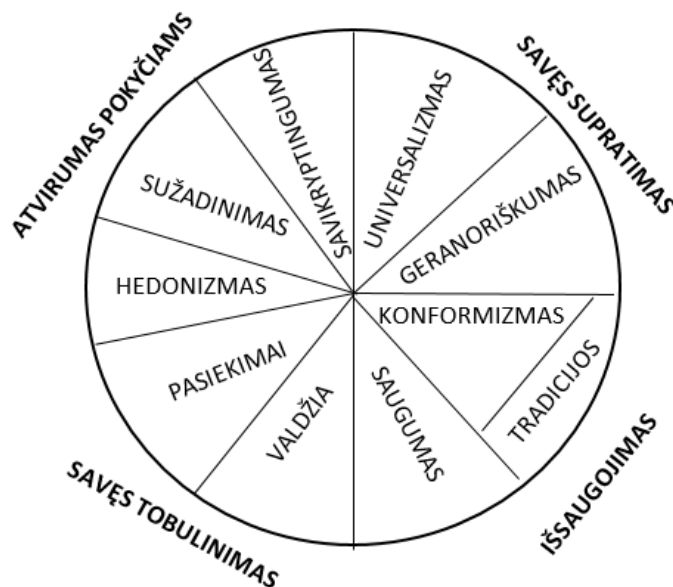 ATVIRUMAS POKYČIAMS
SAVĘS SUPRATIMAS
SAVIKRYPTINGUMAS
UNIVERSALIZMAS
SUŽADINIMAS
GERANORIŠKUMAS
HEDONIZMAS
KONFORMIZMAS
PASIEKIMAI
VALDŽIA
SAUGUMAS
TRADICIJOS
SAVĘS TOBULINIMAS
IŠSAUGOJIMAS